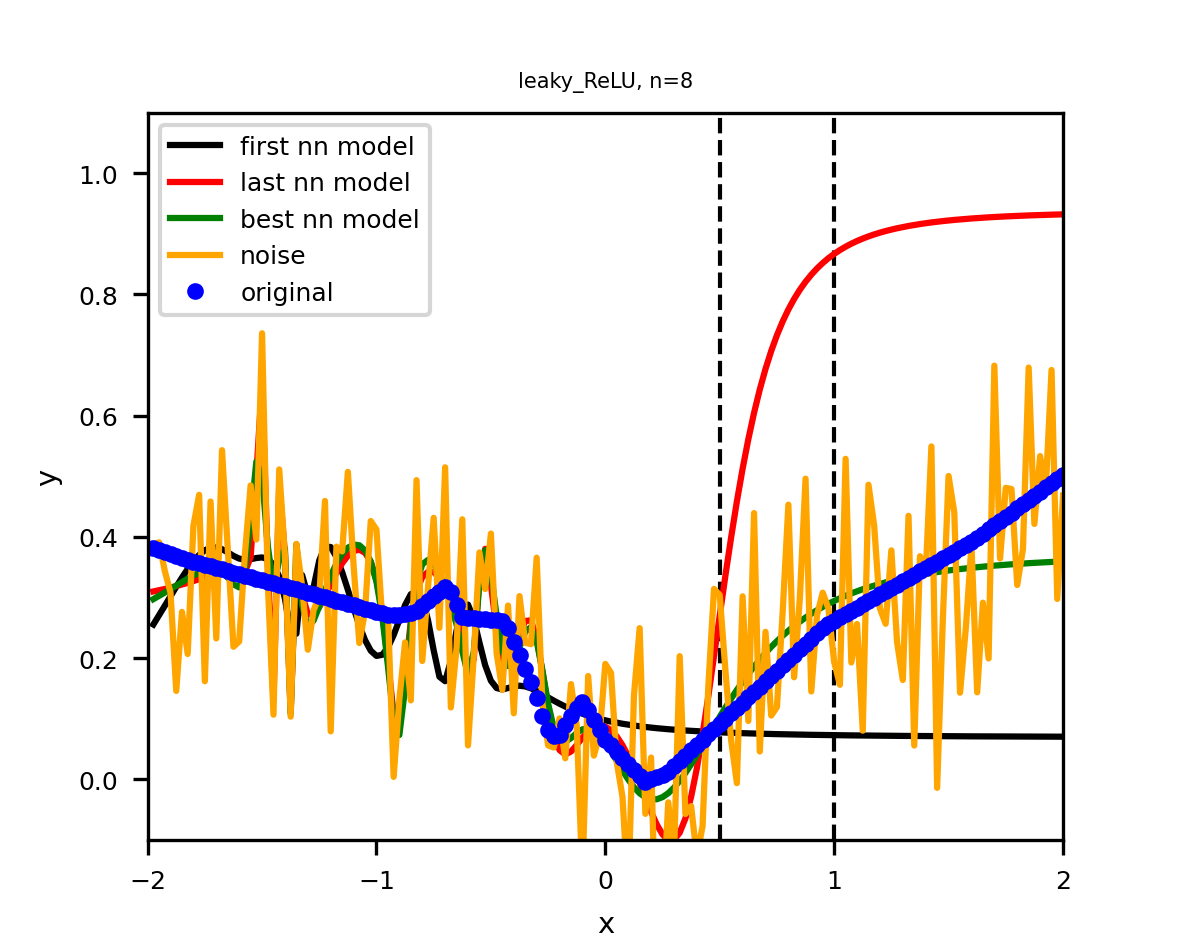 leaky_ReLU, n=8
first nn model
last nn model
best nn model
noise
original
y
1.0
0.8
0.6
0.4
0.2
0.0
−2
−1
0
1
2
x